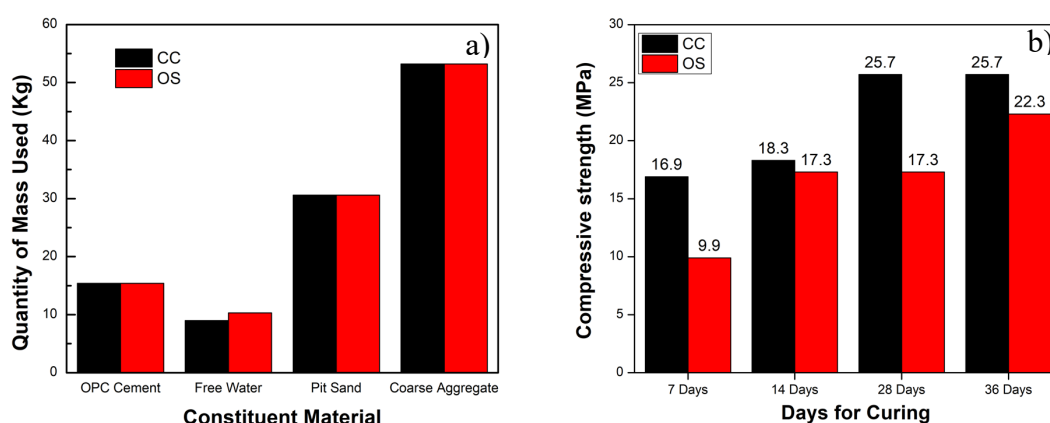 a)
CC
OS
60
50
40
30
20
10
0
Quantity of Mass Used (Kg)
OPC Cement Free Water Pit Sand Coarse Aggregate
Constituent Material
b)
CC
OS
30
25
20
15
10
5
0
Compressive strength (MPa)
16.9
9.9
18.3
17.3
25.7
17.3
25.7
22.3
7 Days 14 Days 28 Days 36 Days
Days for Curing